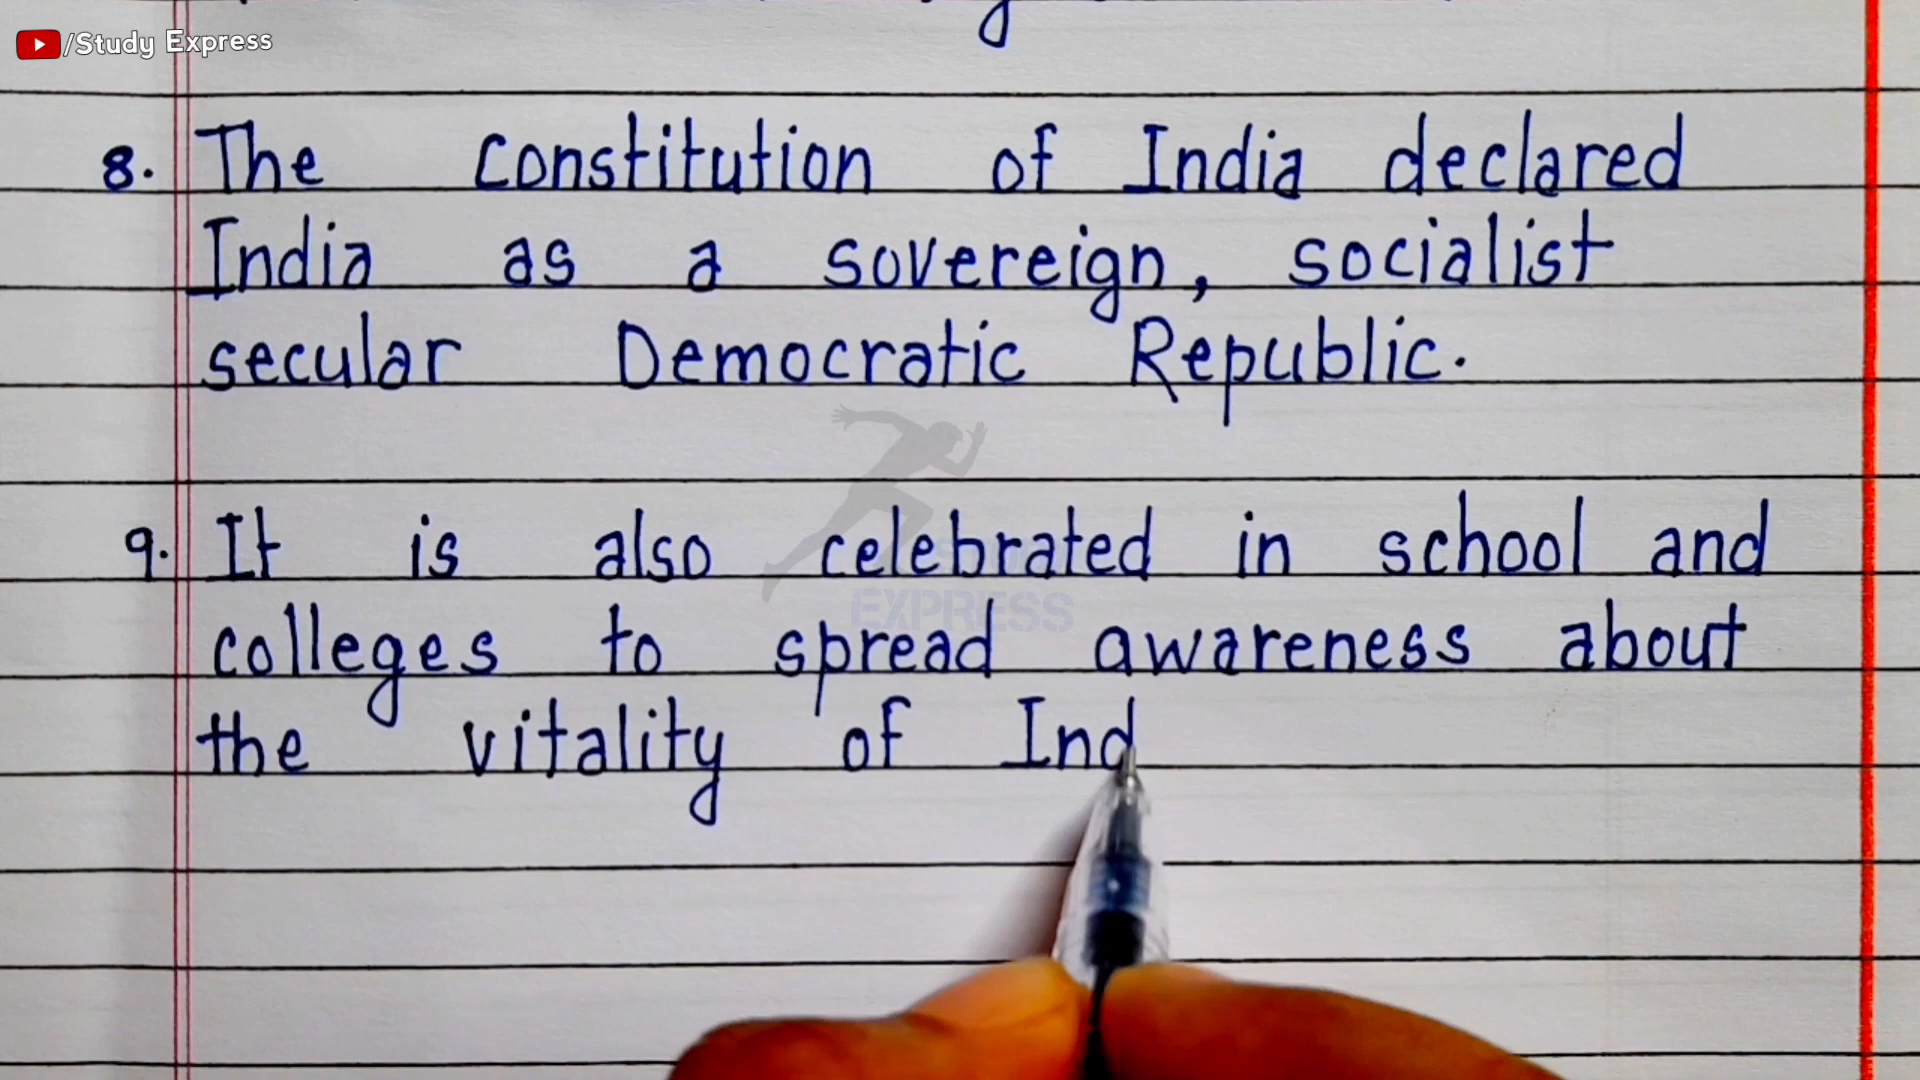 /Study Express
8. The constitution of India declared
India as a sovereign, socialist
secular Democratic Republic.
9. It is also celebrated in school and
colleges to spread awareness about
the vitality of Ind
EXPRESS